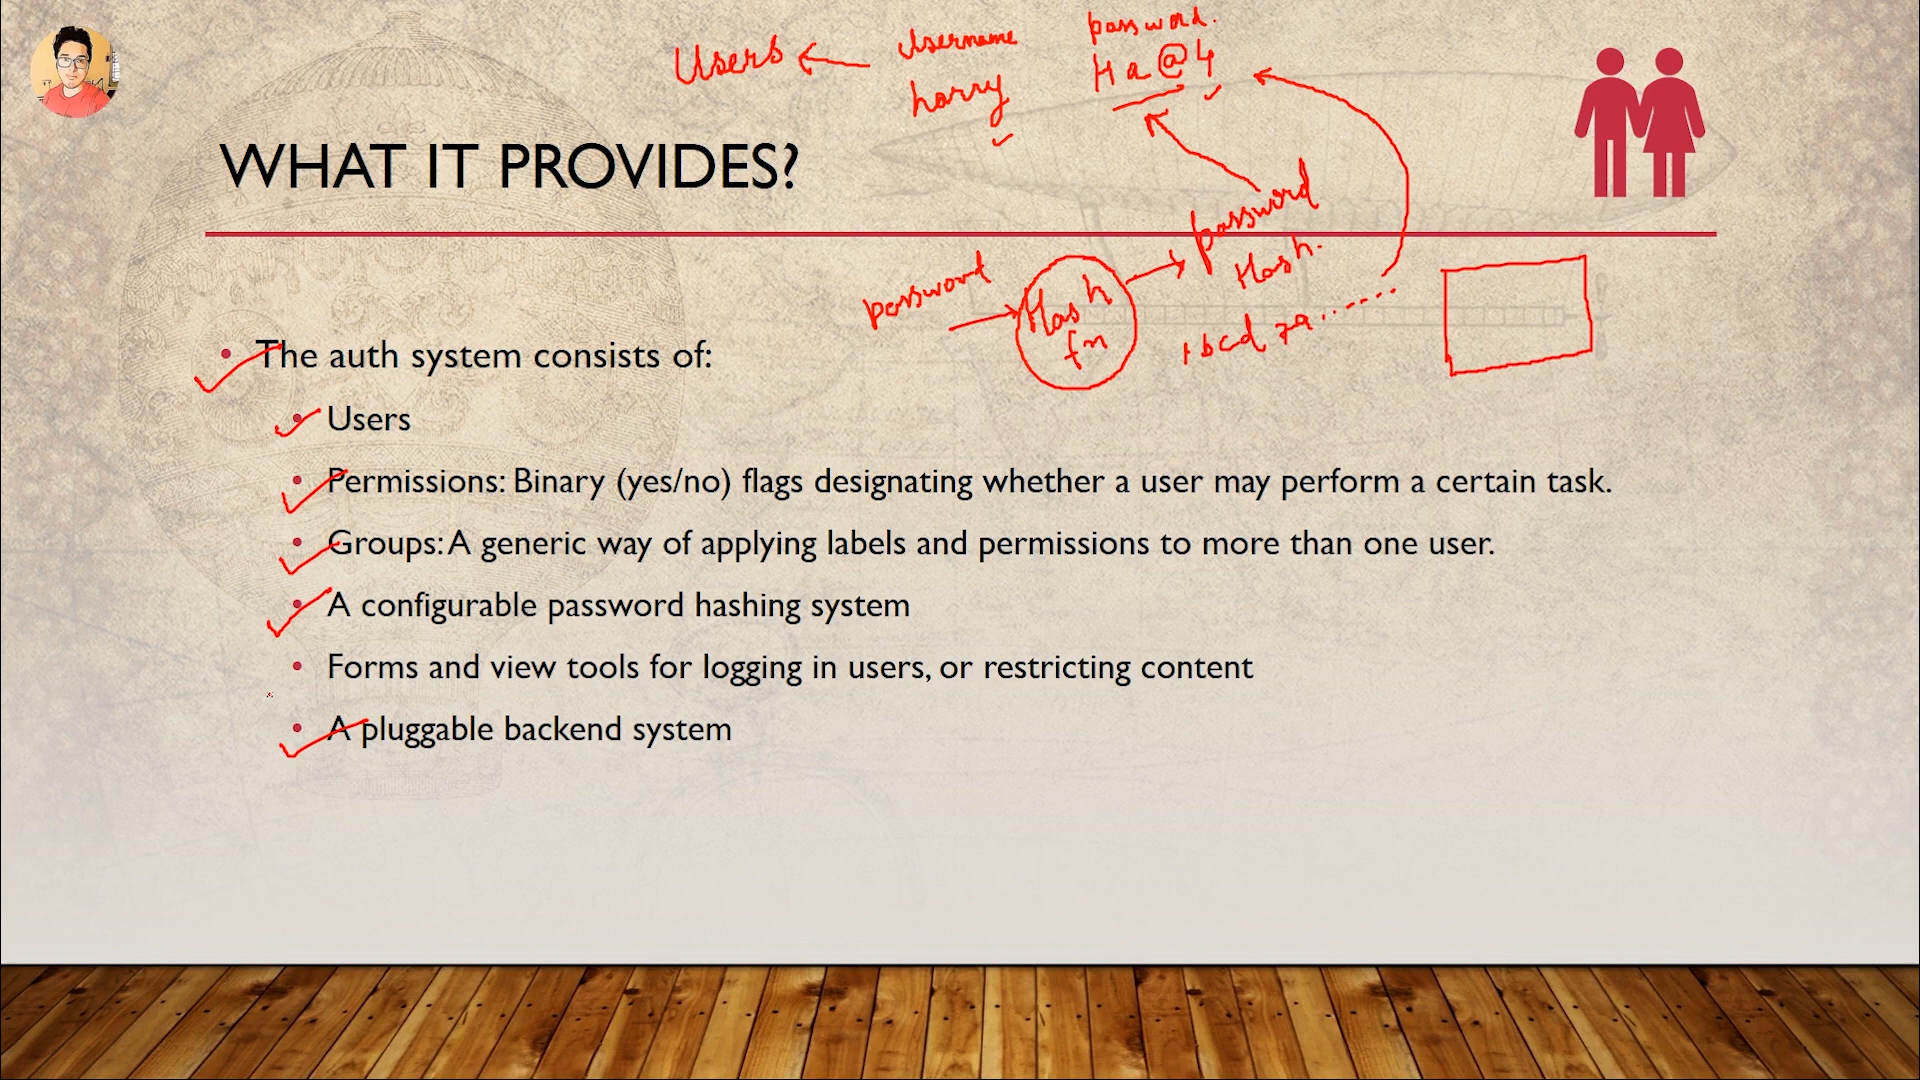 Users
username
password.
harry
Ha@4
WHAT IT PROVIDES?
password
Hash
fn
password
Hash.
The auth system consists of:
Users
Permissions: Binary (yes/no) flags designating whether a user may perform a certain task.
Groups: A generic way of applying labels and permissions to more than one user.
A configurable password hashing system
Forms and view tools for logging in users, or restricting content
A pluggable backend system